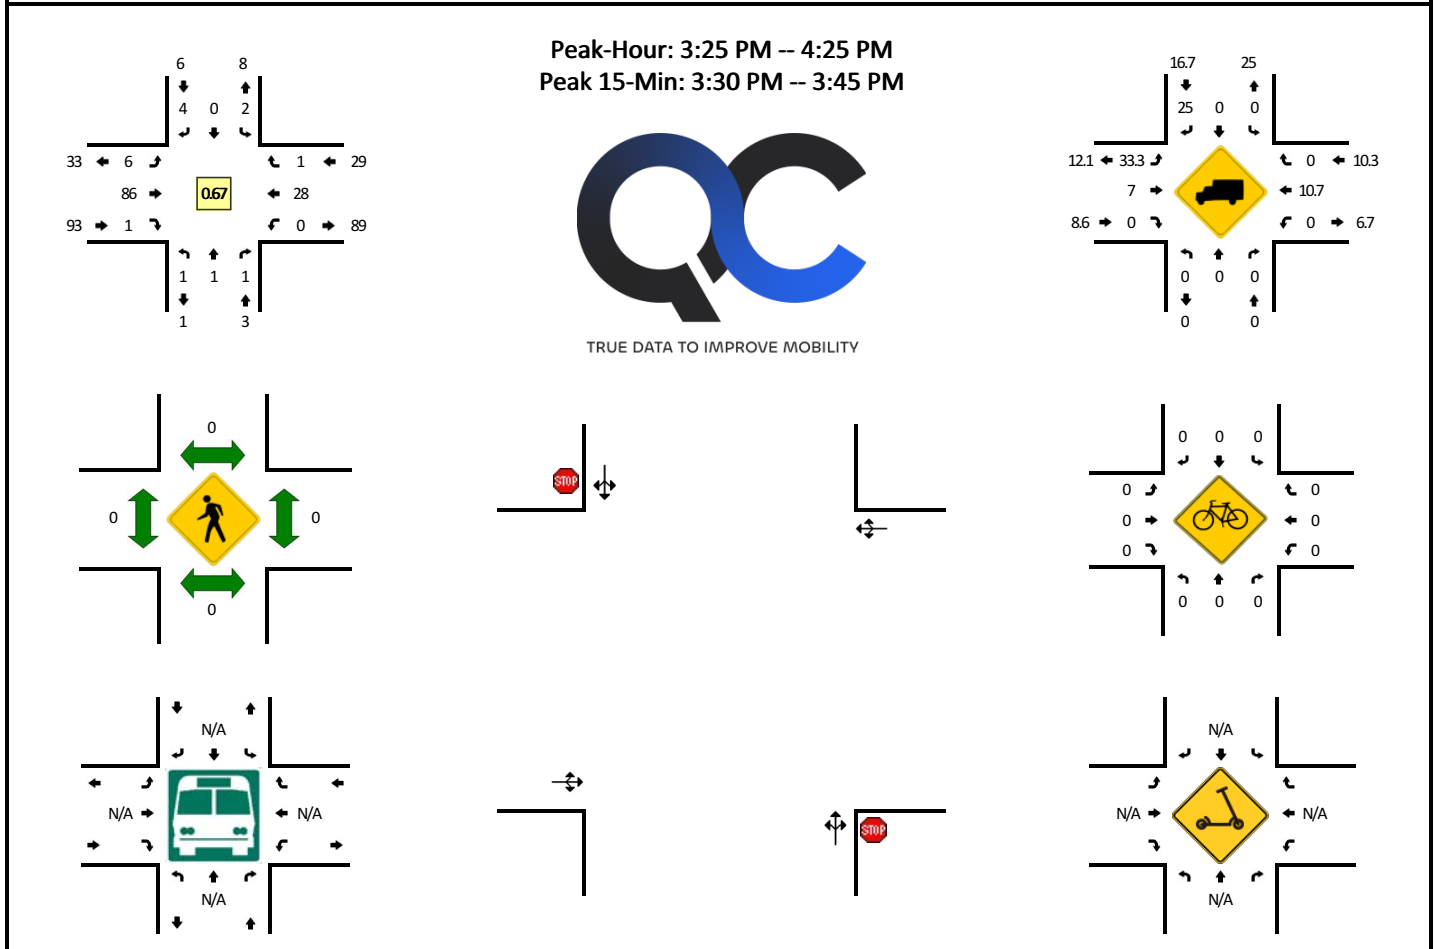 Peak-Hour: 3:25 PM -- 4:25 PM
Peak 15-Min: 3:30 PM -- 3:45 PM
6 8
4 0 2
33 6 1 29
86 0.67 28
93 1 0 89
1 1 1
1 3
TRUE DATA TO IMPROVE MOBILITY
16.7 25
25 0 0
12.1 33.3 0 10.3
7 10.7
8.6 0 0 6.7
0 0 0
0 0
0
0 0
0
STOP
STOP
0 0 0
0 0
0 0
0 0
0 0 0
N/A
N/A N/A
N/A
N/A
N/A N/A
N/A